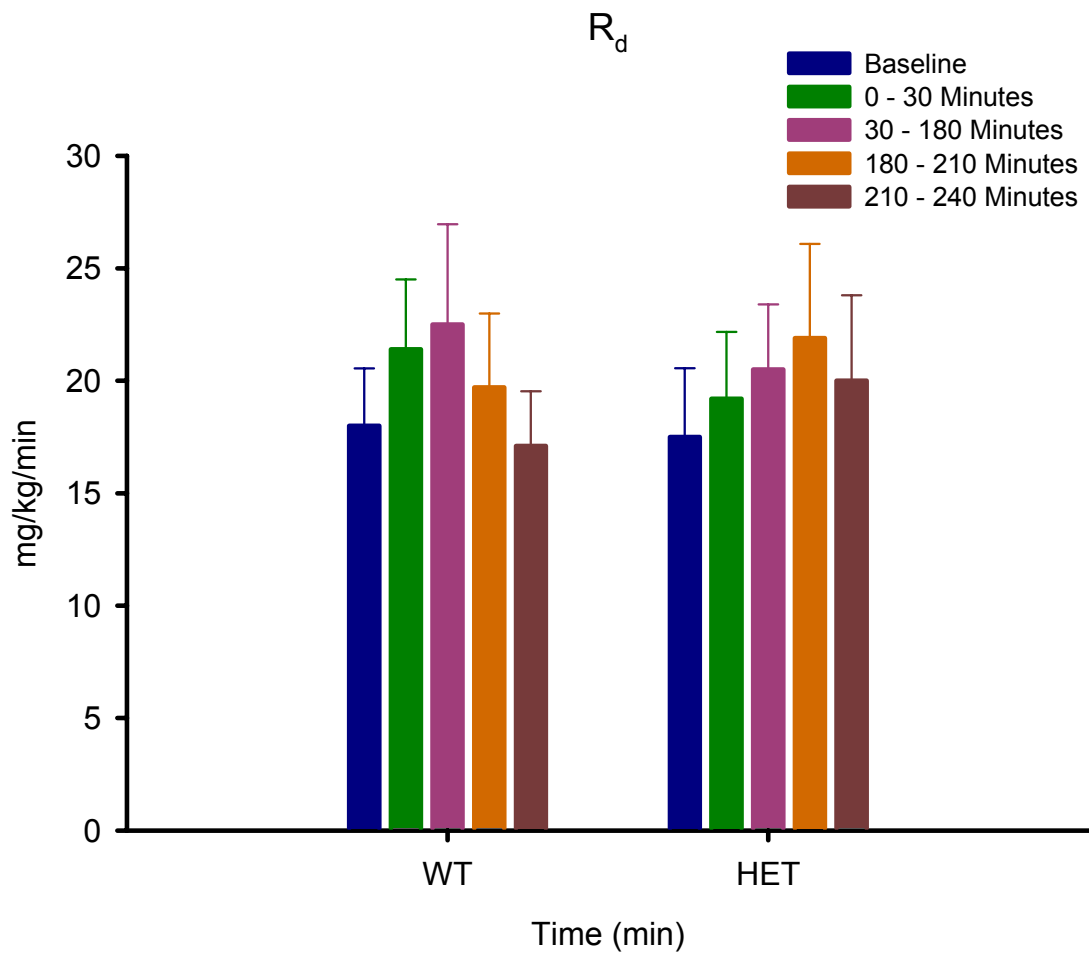 R_d
Baseline
0 - 30 Minutes
30 - 180 Minutes
180 - 210 Minutes
210 - 240 Minutes
30
25
20
15
10
5
0
mg/kg/min
WT HET
Time (min)